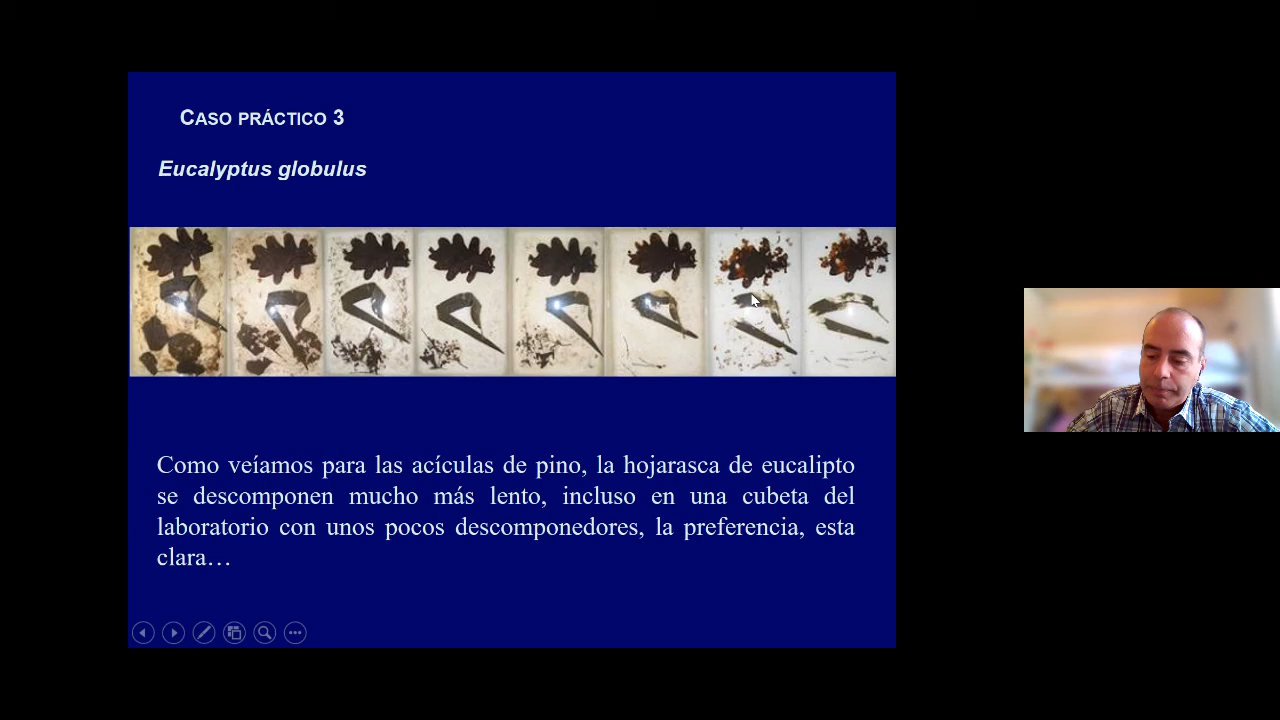 CASO PRÁCTICO 3
Eucalyptus globulus
Como veíamos para las acículas de pino, la hojarasca de eucalipto
se descomponen mucho más lento, incluso en una cubeta del
laboratorio con unos pocos descomponedores, la preferencia, esta
clara…